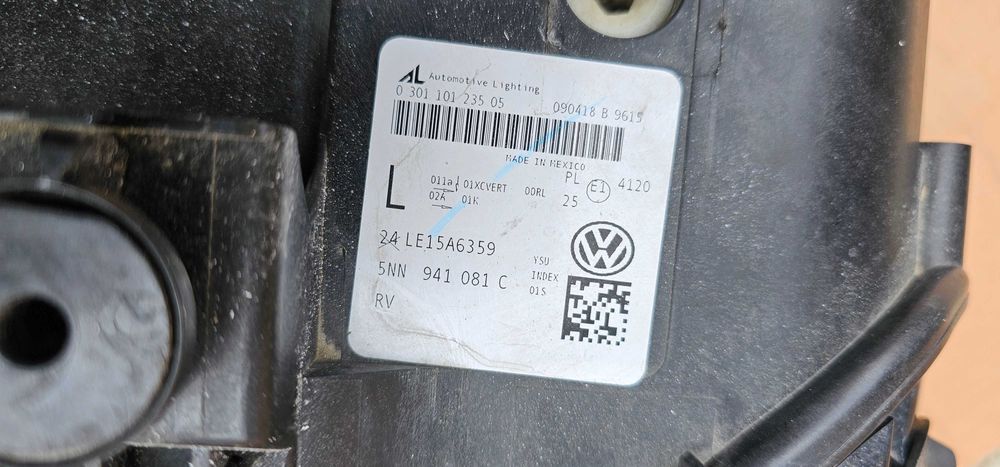 AL Automotive Lighting
0 301 101 235 05 090418 B 9615
MADE IN MEXICO
L 011a 01XCVERT 00RL PL E1 4120
02A 01K 25
24 LE15A6359
5NN 941 081 C YSU
INDEX
01S
RV